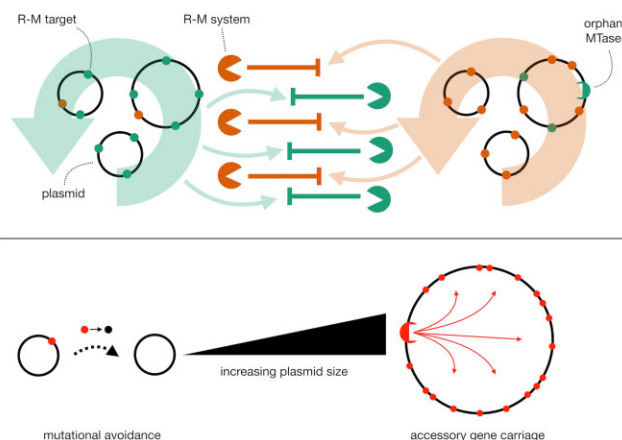 R-M target
R-M system
orphan
MTase
plasmid
increasing plasmid size
mutational avoidance
accessory gene carriage